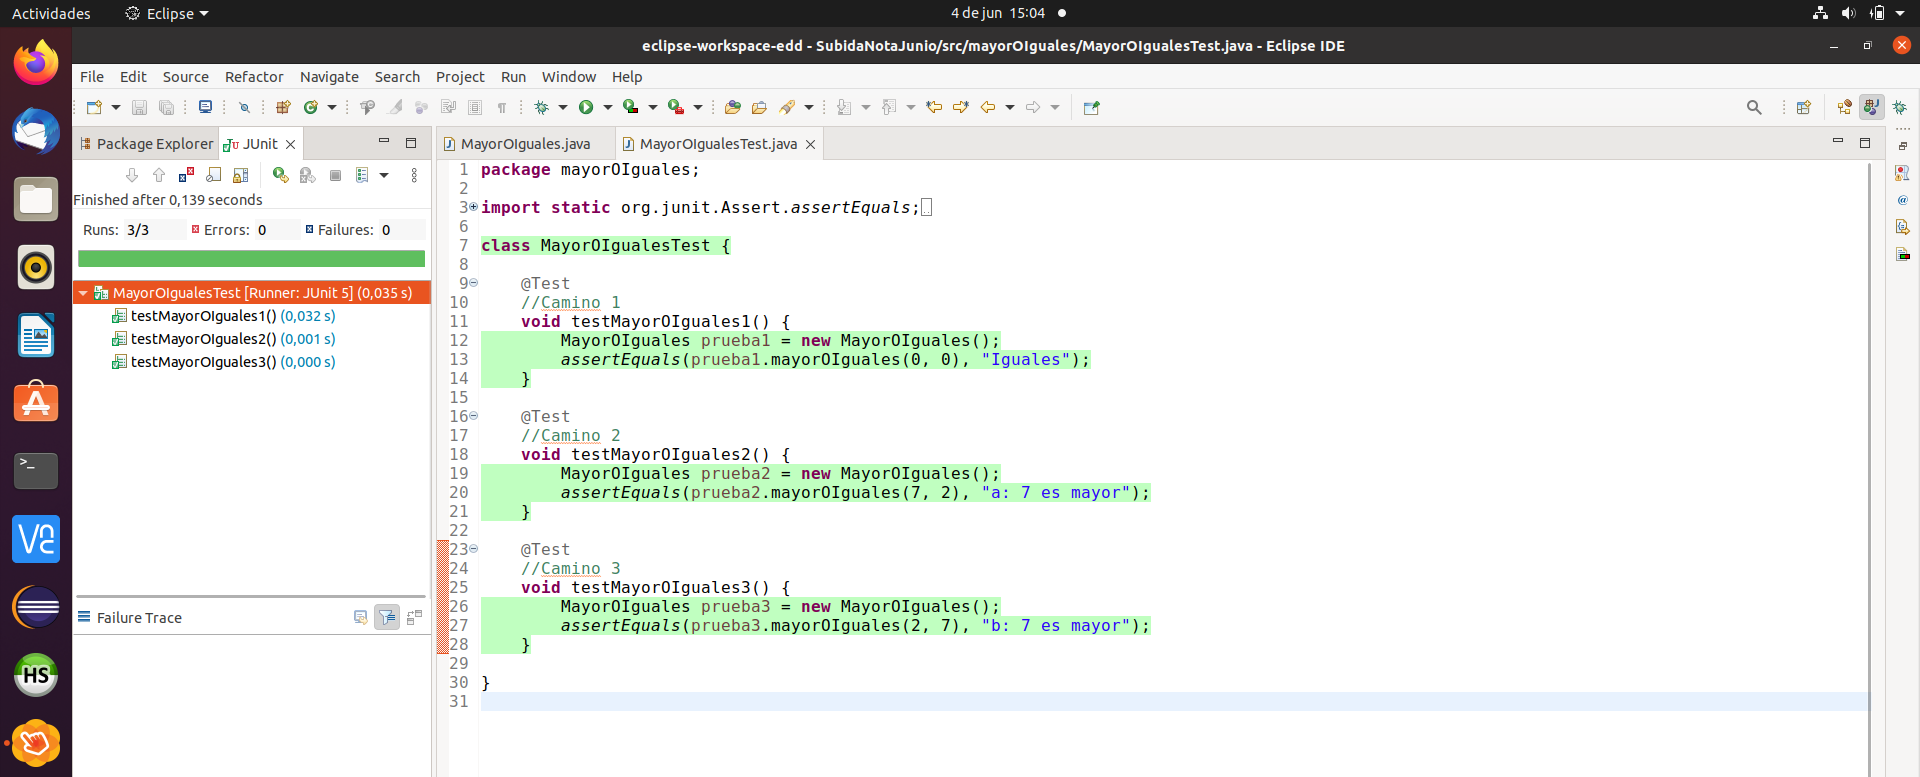 Actividades Eclipse 4 de jun 15:04
eclipse-workspace-edd - SubidaNotaJunio/src/mayorOIguales/MayorOIgualesTest.java - Eclipse IDE
File Edit Source Refactor Navigate Search Project Run Window Help
Package Explorer JUnit
Finished after 0,139 seconds
Runs: 3/3 Errors: 0 Failures: 0
MayorOIgualesTest [Runner: JUnit 5] (0,035 s)
testMayorOIguales1() (0,032 s)
testMayorOIguales2() (0,001 s)
testMayorOIguales3() (0,000 s)
Failure Trace
MayorOIguales.java MayorOIgualesTest.java
1 package mayorOIguales;
2
3 import static org.junit.Assert.assertEquals;
6
7 class MayorOIgualesTest {
8
9 @Test
10 //Camino 1
11 void testMayorOIguales1() {
12 MayorOIguales prueba1 = new MayorOIguales();
13 assertEquals(prueba1.mayorOIguales(0, 0), "Iguales");
14 }
15
16 @Test
17 //Camino 2
18 void testMayorOIguales2() {
19 MayorOIguales prueba2 = new MayorOIguales();
20 assertEquals(prueba2.mayorOIguales(7, 2), "a: 7 es mayor");
21 }
22
23 @Test
24 //Camino 3
25 void testMayorOIguales3() {
26 MayorOIguales prueba3 = new MayorOIguales();
27 assertEquals(prueba3.mayorOIguales(2, 7), "b: 7 es mayor");
28 }
29
30 }
31
HS